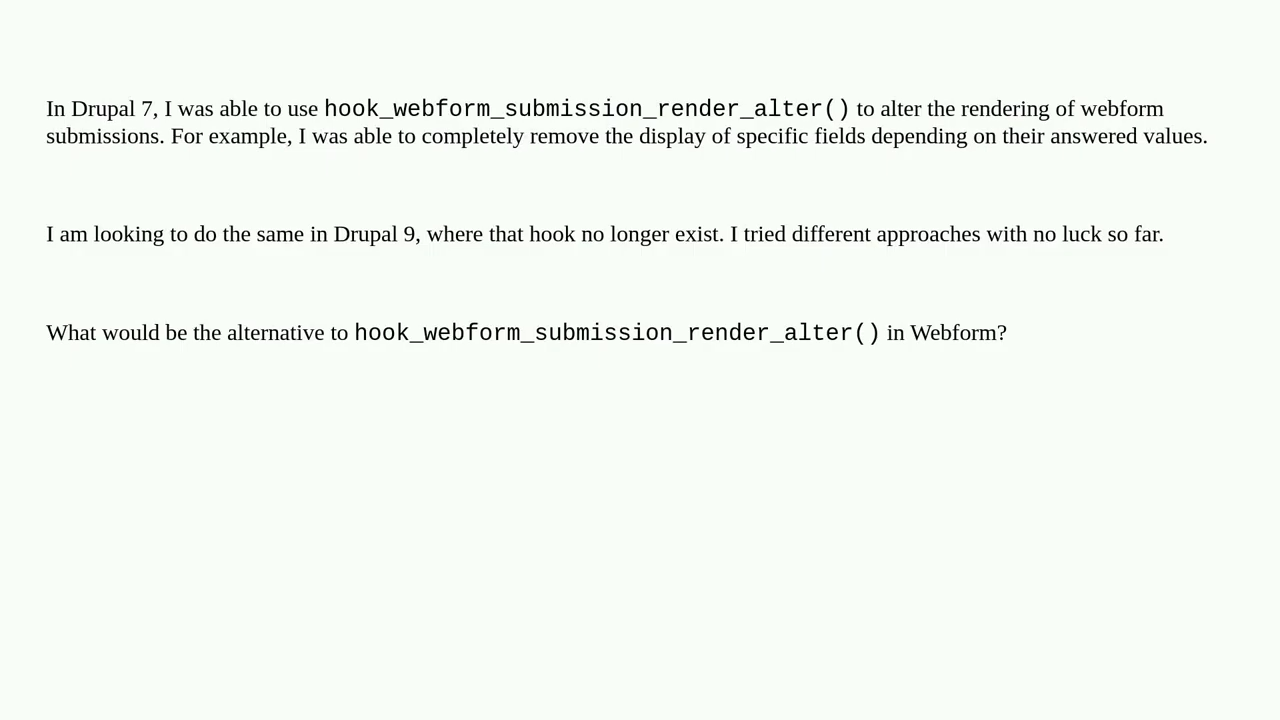 In Drupal 7, I was able to use hook_webform_submission_render_alter() to alter the rendering of webform
submissions. For example, I was able to completely remove the display of specific fields depending on their answered values.
I am looking to do the same in Drupal 9, where that hook no longer exist. I tried different approaches with no luck so far.
What would be the alternative to hook_webform_submission_render_alter() in Webform?